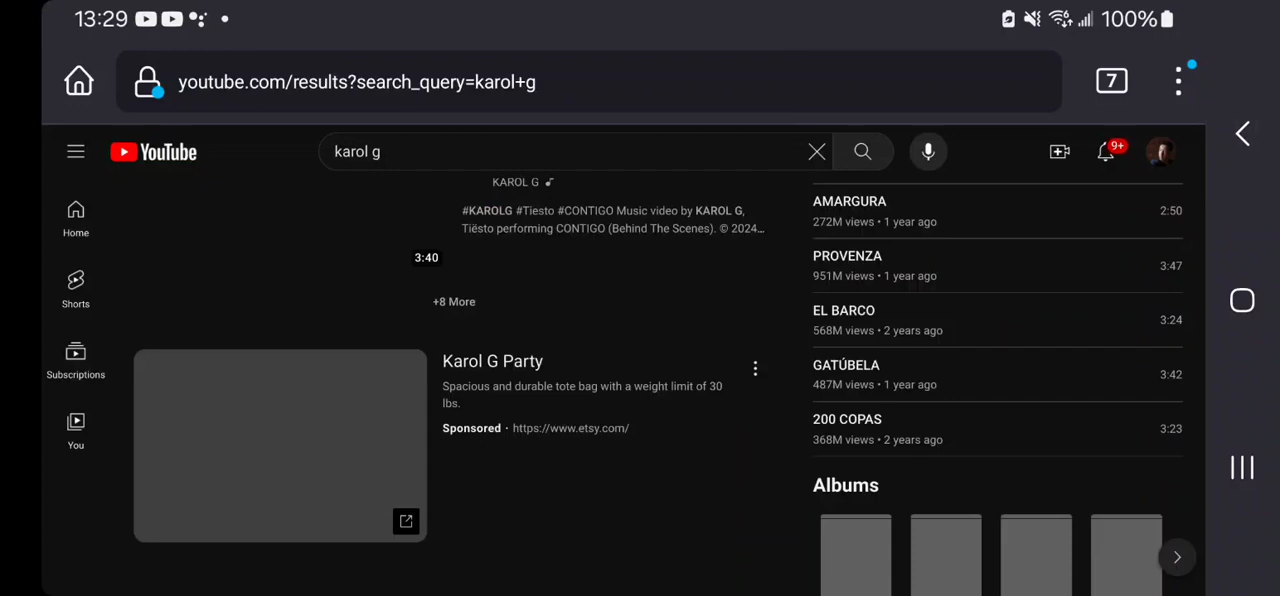 13:29
100%
youtube.com/results?search_query=karol+g
7
YouTube
karol g
9+
Home
Shorts
Subscriptions
You
KAROL G
#KAROLG #Tiesto #CONTIGO Music video by KAROL G,
Tiësto performing CONTIGO (Behind The Scenes). © 2024...
3:40
+8 More
Karol G Party
Spacious and durable tote bag with a weight limit of 30
lbs.
Sponsored · https://www.etsy.com/
AMARGURA
272M views • 1 year ago
2:50
PROVENZA
951M views • 1 year ago
3:47
EL BARCO
568M views • 2 years ago
3:24
GATÚBELA
487M views • 1 year ago
3:42
200 COPAS
368M views • 2 years ago
3:23
Albums